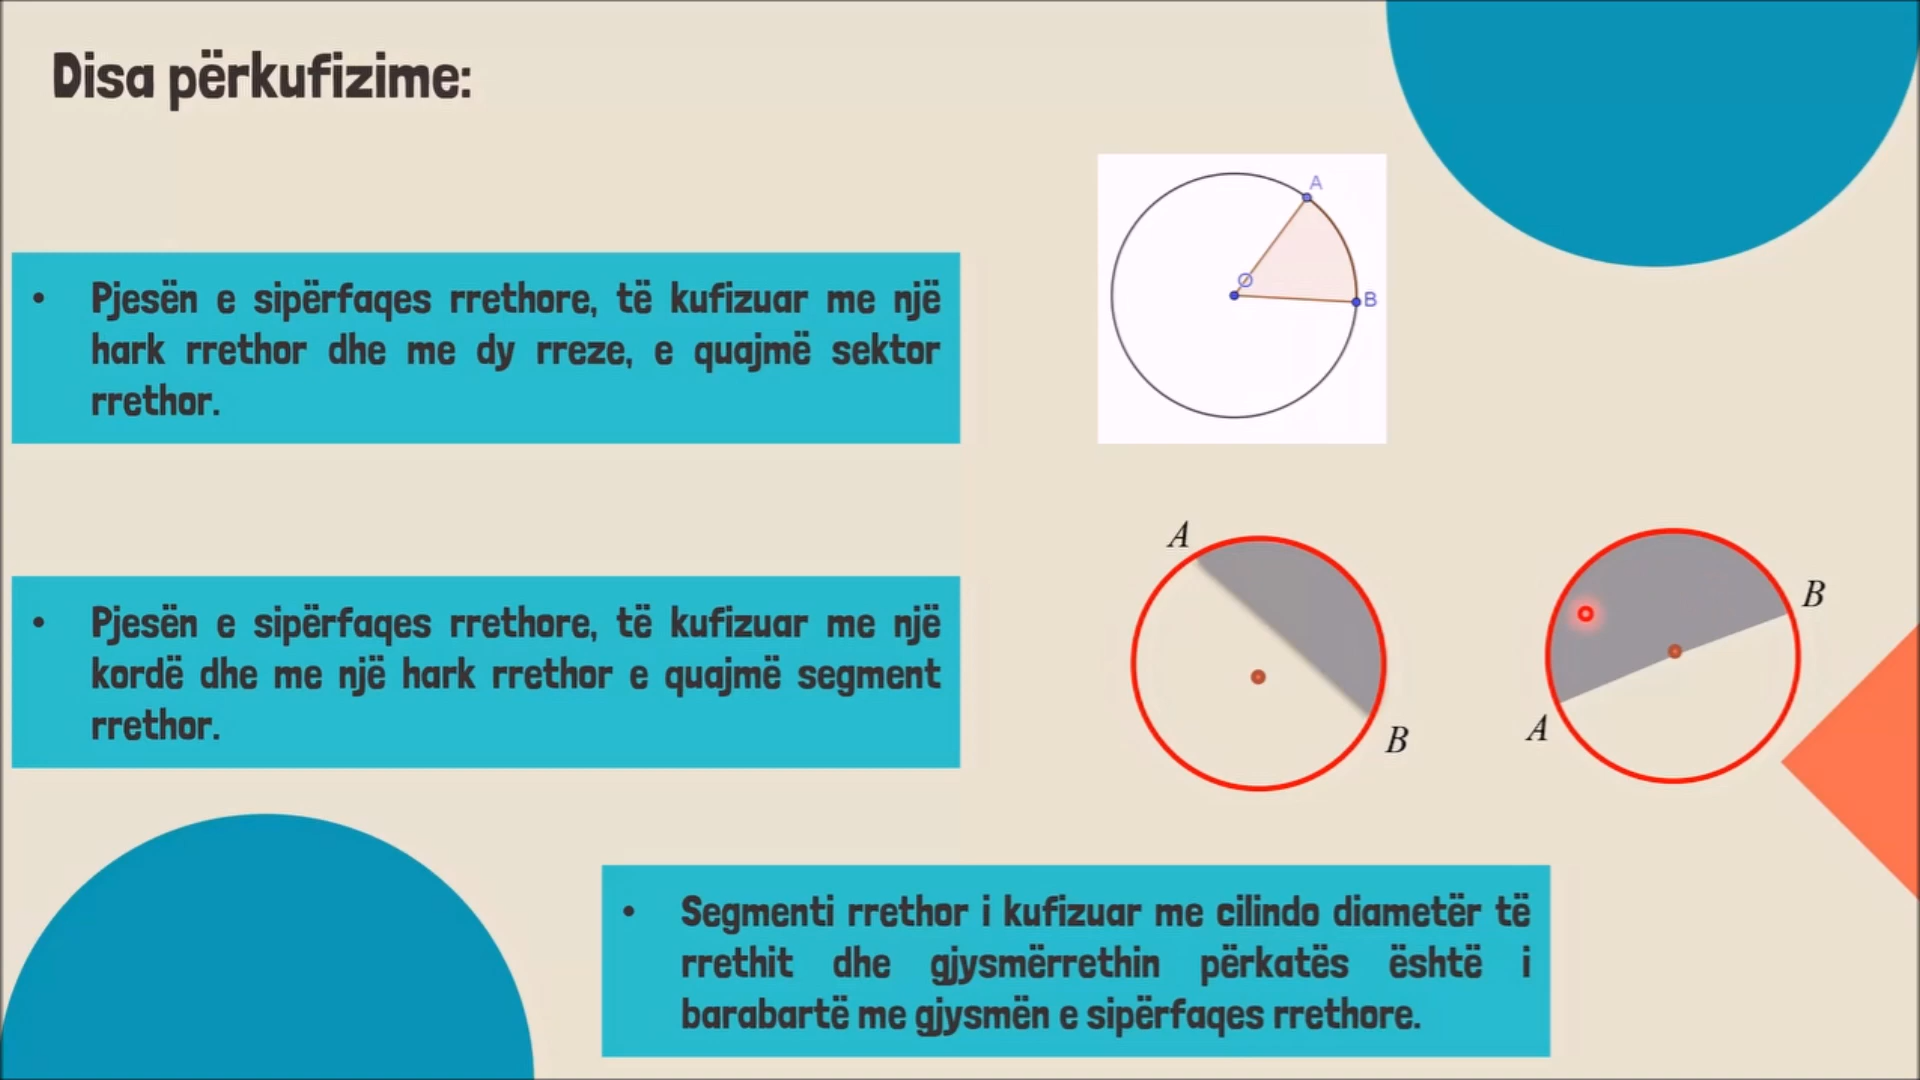 Disa përkufizime:
• Pjesën e sipërfaqes rrethore, të kufizuar me një
hark rrethor dhe me dy rreze, e quajmë sektor
rrethor.
A
O
B
• Pjesën e sipërfaqes rrethore, të kufizuar me një
kordë dhe me një hark rrethor e quajmë segment
rrethor.
A
B
B
A
• Segmenti rrethor i kufizuar me cilindo diametër të
rrethit dhe gjysmërrethin përkatës është i
barabartë me gjysmën e sipërfaqes rrethore.